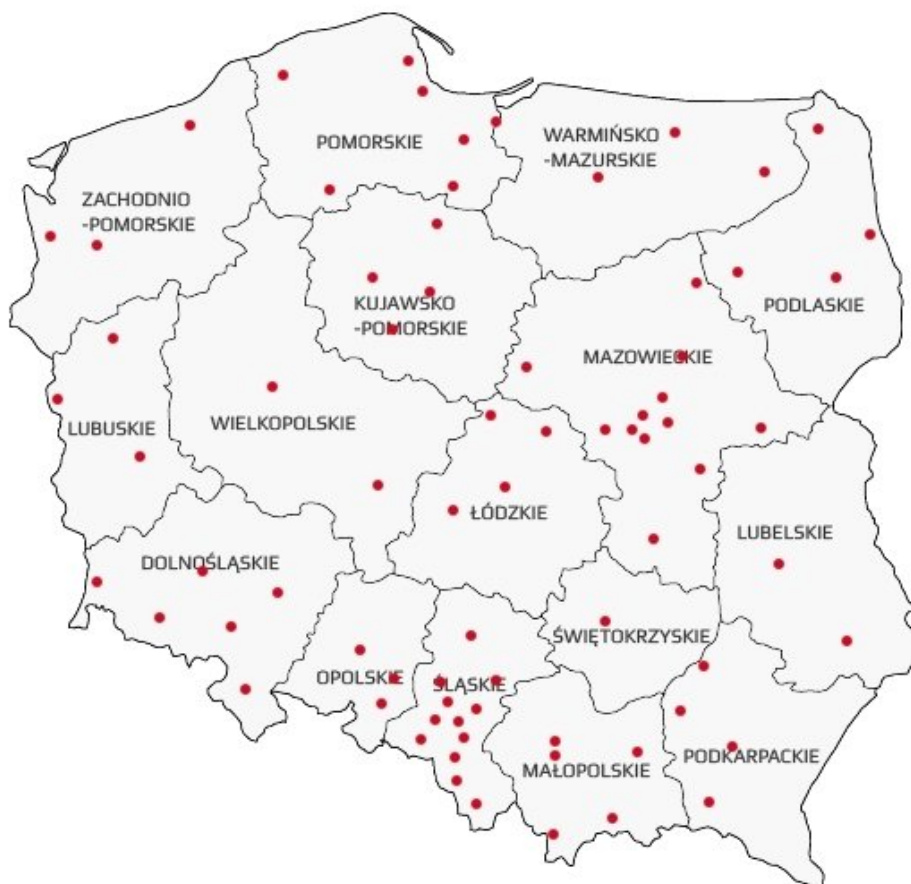 POMORSKIE
WARMIŃSKO
-MAZURSKIE
ZACHODNIO
-POMORSKIE
PODLASKIE
KUJAWSKO
-POMORSKIE
MAZOWIECKIE
LUBUSKIE
WIELKOPOLSKIE
ŁÓDZKIE
LUBELSKIE
DOLNOŚLĄSKIE
ŚWIĘTOKRZYSKIE
OPOLSKIE
ŚLĄSKIE
MAŁOPOLSKIE
PODKARPACKIE